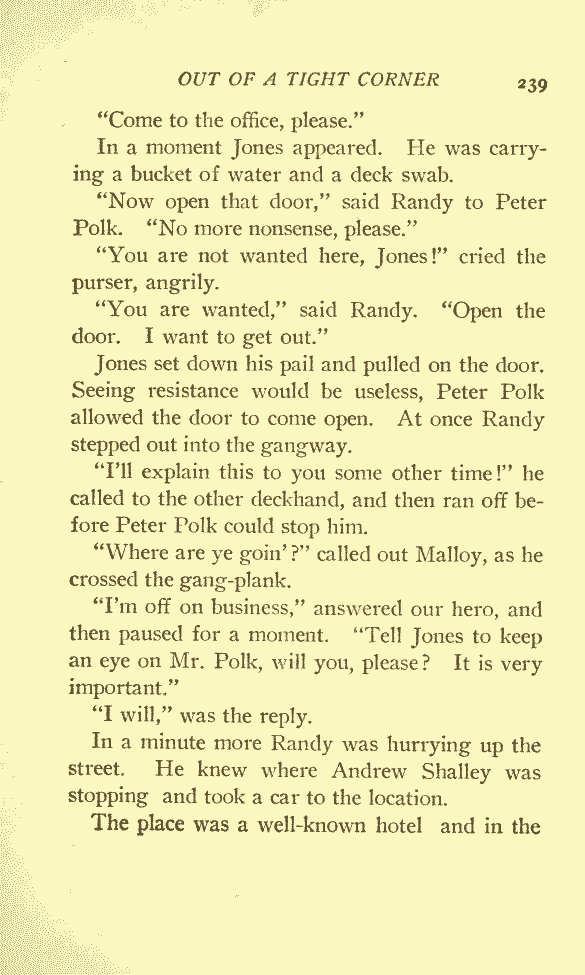 OUT OF A TIGHT CORNER 239
“Come to the office, please.”
In a moment Jones appeared. He was carry-
ing a bucket of water and a deck swab.
“Now open that door,” said Randy to Peter
Polk. “No more nonsense, please.”
“You are not wanted here, Jones!” cried the
purser, angrily.
“You are wanted,” said Randy. “Open the
door. I want to get out.”
Jones set down his pail and pulled on the door.
Seeing resistance would be useless, Peter Polk
allowed the door to come open. At once Randy
stepped out into the gangway.
“I’ll explain this to you some other time!” he
called to the other deckhand, and then ran off be-
fore Peter Polk could stop him.
“Where are ye goin’?” called out Malloy, as he
crossed the gang-plank.
“I’m off on business,” answered our hero, and
then paused for a moment. “Tell Jones to keep
an eye on Mr. Polk, will you, please? It is very
important.”
“I will,” was the reply.
In a minute more Randy was hurrying up the
street. He knew where Andrew Shalley was
stopping and took a car to the location.
The place was a well-known hotel and in the